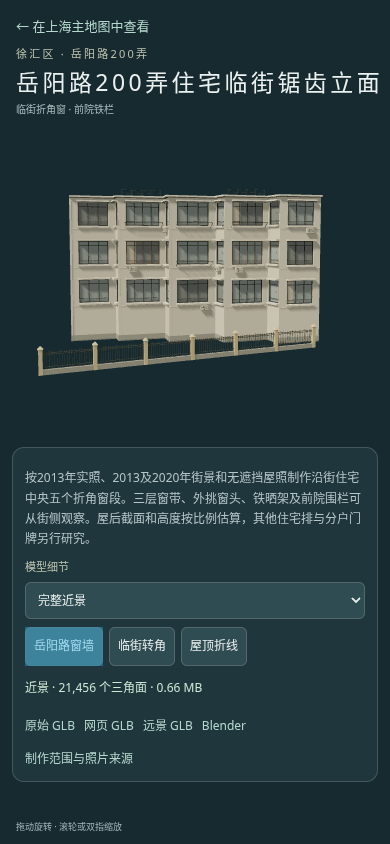 ← 在上海主地图中查看
徐汇区 · 岳阳路200弄
岳阳路200弄住宅临街锯齿立面
临街折角窗 · 前院铁栏
按2013年实照、2013及2020年街景和无遮挡屋照制作沿街住宅
中央五个折角窗段。三层窗带、外挑窗头、铁晒架及前院围栏可
从街侧观察。屋后截面和高度按比例估算，其他住宅排与分户门
牌另行研究。
模型细节
完整近景
岳阳路窗墙 临街转角 屋顶折线
近景 · 21,456 个三角面 · 0.66 MB
原始 GLB 网页 GLB 远景 GLB Blender
制作范围与照片来源
拖动旋转 · 滚轮或双指缩放